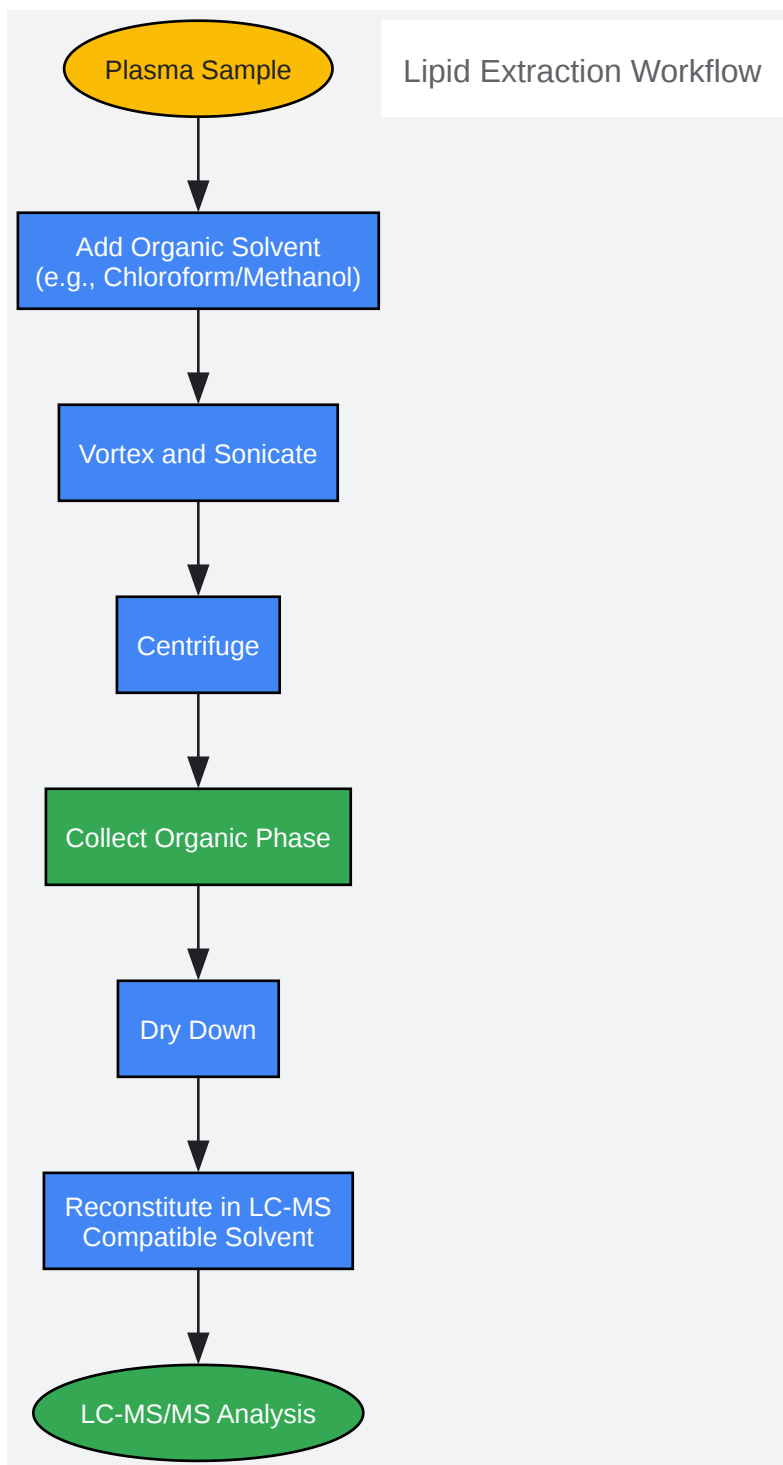 Plasma Sample
Lipid Extraction Workflow
Add Organic Solvent
(e.g., Chloroform/Methanol)
Vortex and Sonicate
Centrifuge
Collect Organic Phase
Dry Down
Reconstitute in LC-MS
Compatible Solvent
LC-MS/MS Analysis